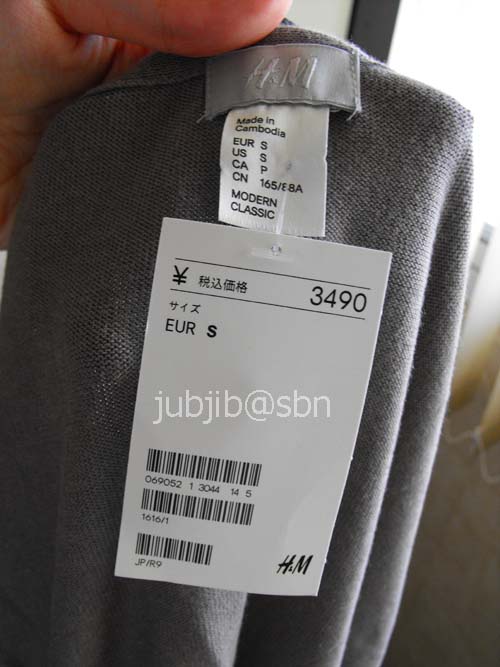 H&M
Made in
Cambodia
EUR S
US S
CA P
CN 165/88A
MODERN
CLASSIC
¥ 税込価格 3490
サイズ
EUR S
jubjib@sbn
069052 1 3044 14 5
1616/1
JP/R9
H&M